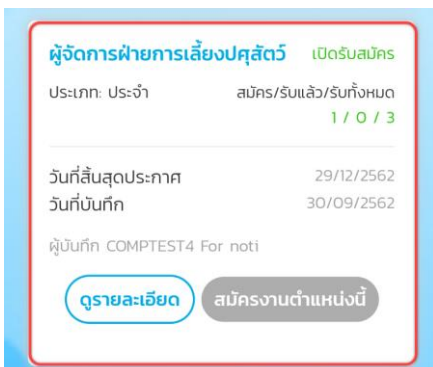 ผู้จัดการฝ่ายการเลี้ยงปศุสัตว์ เปิดรับสมัคร
ประเภท: ประจำ สมัคร/รับแล้ว/รับทั้งหมด
1 / 0 / 3
วันที่สิ้นสุดประกาศ 29/12/2562
วันที่บันทึก 30/09/2562
ผู้บันทึก COMPTEST4 For noti
ดูรายละเอียด สมัครงานตำแหน่งนี้